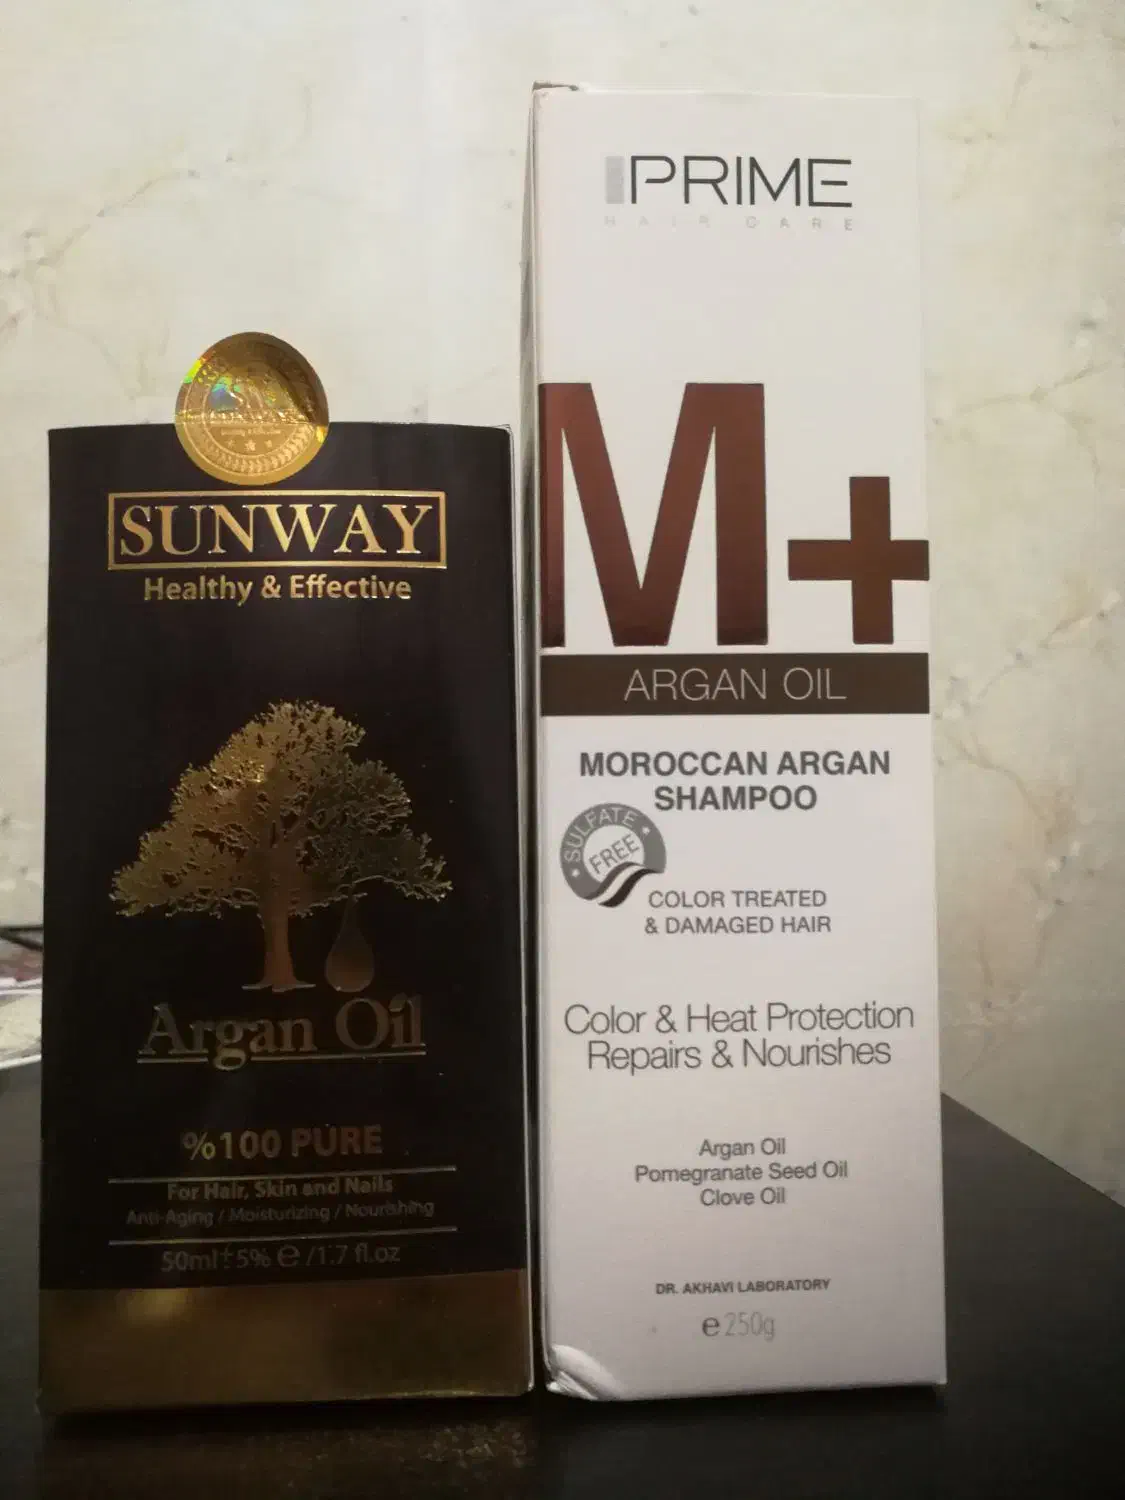 SUNWAY
Healthy & Effective
Argan Oil
%100 PURE
For Hair, Skin and Nails
Anti-Aging / Moisturizing / Nourishing
50ml±5% e /1.7 fl.oz
PRIME
HAIR CARE
M+
ARGAN OIL
MOROCCAN ARGAN
SHAMPOO
SULFATE
FREE
COLOR TREATED
& DAMAGED HAIR
Color & Heat Protection
Repairs & Nourishes
Argan Oil
Pomegranate Seed Oil
Clove Oil
DR. AKHAVI LABORATORY
e 250g